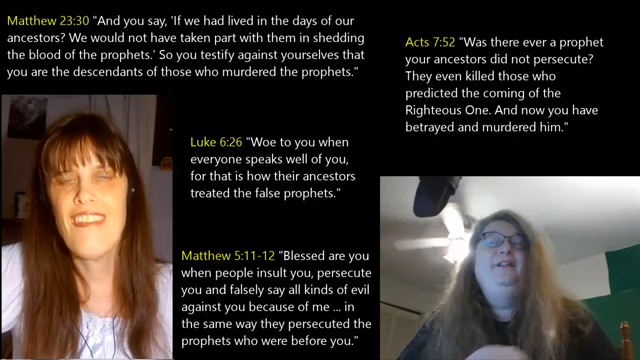 Matthew 23:30 "And you say, 'If we had lived in the days of our
ancestors? We would not have taken part with them in shedding
the blood of the prophets.' So you testify against yourselves that
you are the descendants of those who murdered the prophets."
Acts 7:52 "Was there ever a prophet
your ancestors did not persecute?
They even killed those who
predicted the coming of the
Righteous One. And now you have
betrayed and murdered him."
Luke 6:26 "Woe to you when
everyone speaks well of you,
for that is how their ancestors
treated the false prophets."
Matthew 5:11-12 "Blessed are you
when people insult you, persecute
you and falsely say all kinds of evil
against you because of me ... in
the same way they persecuted the
prophets who were before you."